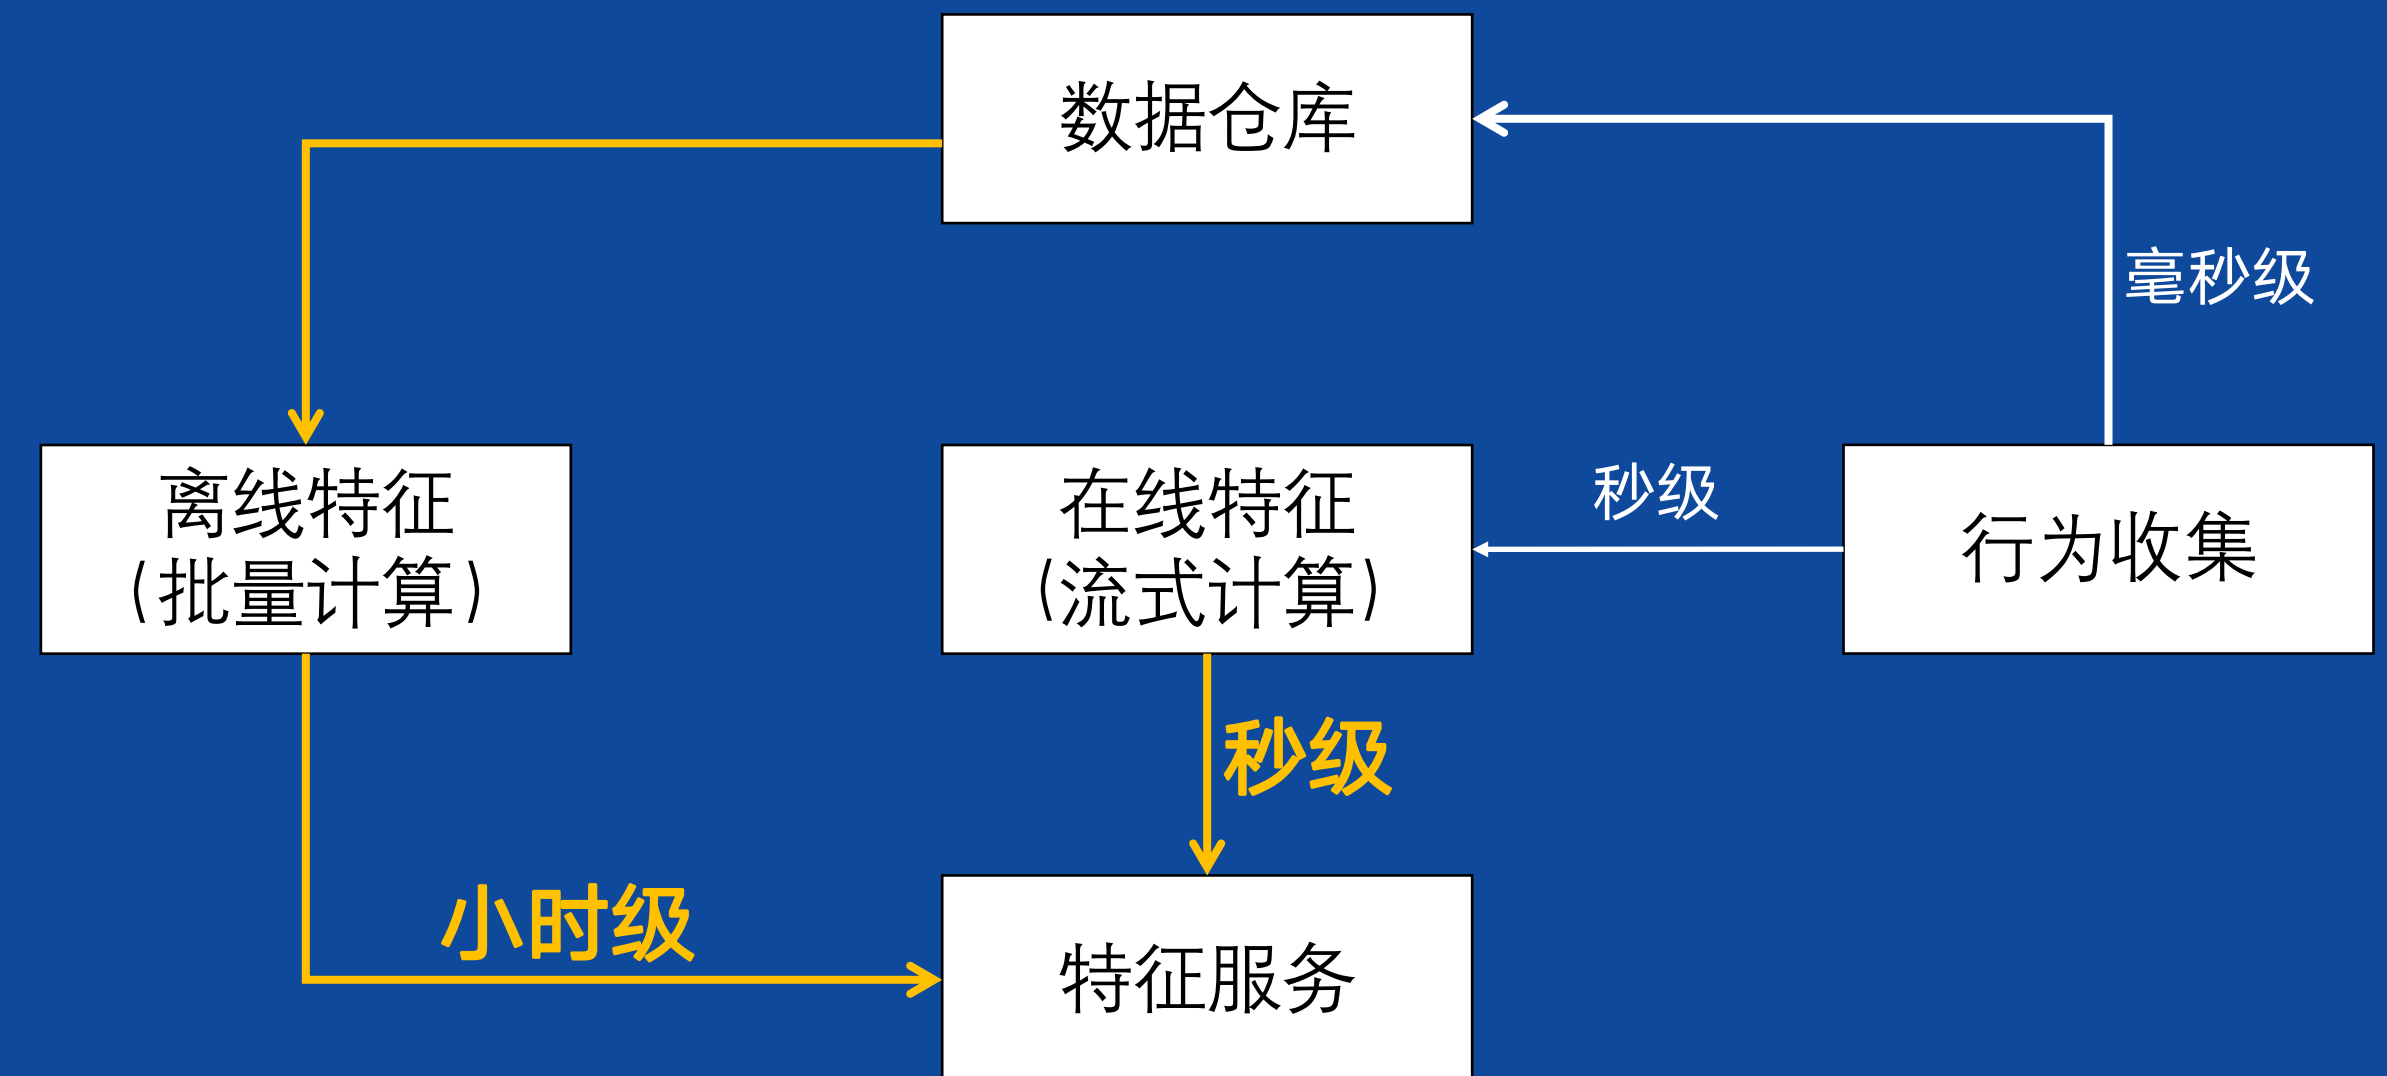 数据仓库
毫秒级
离线特征
(批量计算)
在线特征
(流式计算)
秒级
行为收集
秒级
小时级
特征服务